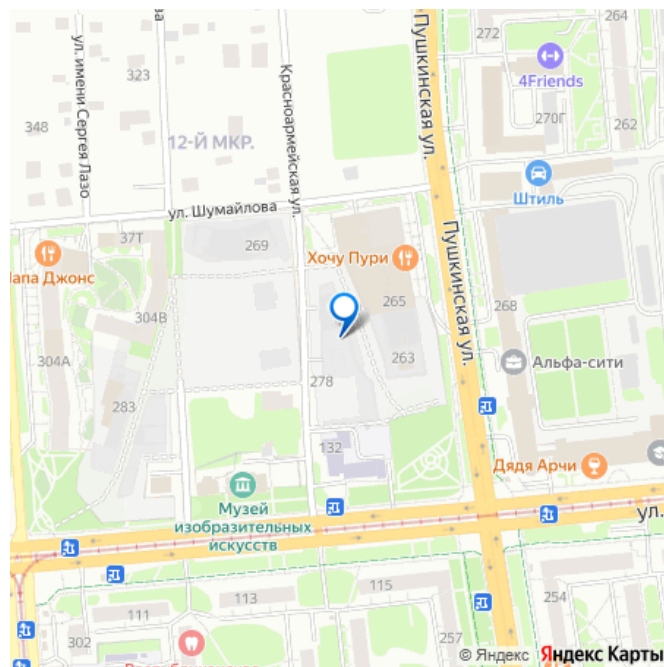 ва
264
272
Пушкинская ул.
ул. имени Сергея Лазо
323
Красноармейская ул.
4Friends
348
270Г
262
12-Й МКР.
Штиль
ул. Шумайлова
37Т
269
Хочу Пури
Папа Джонс
Пушкинская ул.
304В
265
268
304А
263
Альфа-сити
278
283
132
Дядя Арчи
Музей
изобразительных
искусств
ул.
115
254
113
111
302
257
© Яндекс Яндекс Карты